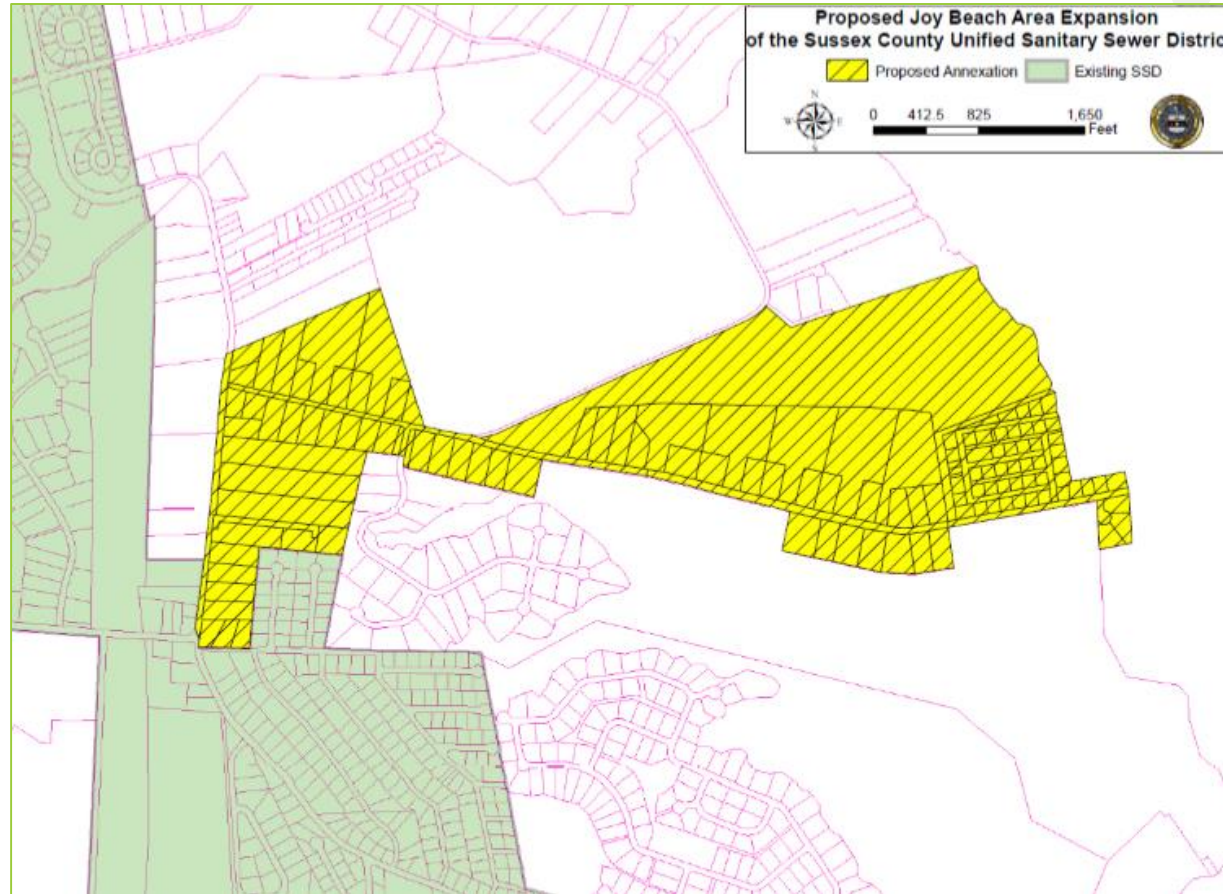 Proposed Joy Beach Area Expansion
of the Sussex County Unified Sanitary Sewer Distric
Proposed Annexation Existing SSD
N
W E
S
0 412.5 825 1,650
Feet